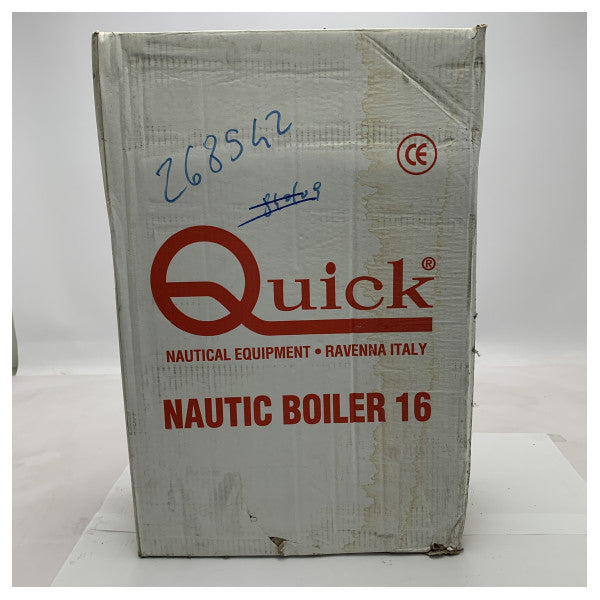 268542
CE
Quick®
NAUTICAL EQUIPMENT • RAVENNA ITALY
NAUTIC BOILER 16